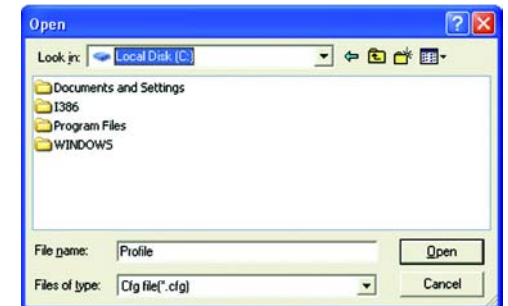 Open
Look in: Local Disk (C:)
Documents and Settings
I386
Program Files
WINDOWS
File name: Profile Open
Files of type: Cfg file(*.cfg) Cancel